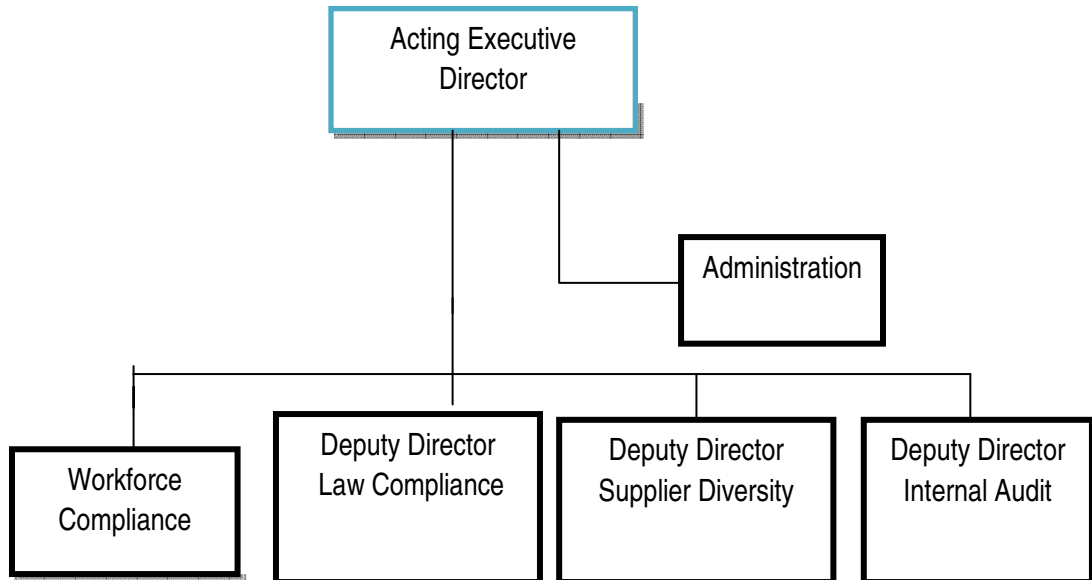 Acting Executive
Director
Administration
Workforce
Compliance
Deputy Director
Law Compliance
Deputy Director
Supplier Diversity
Deputy Director
Internal Audit